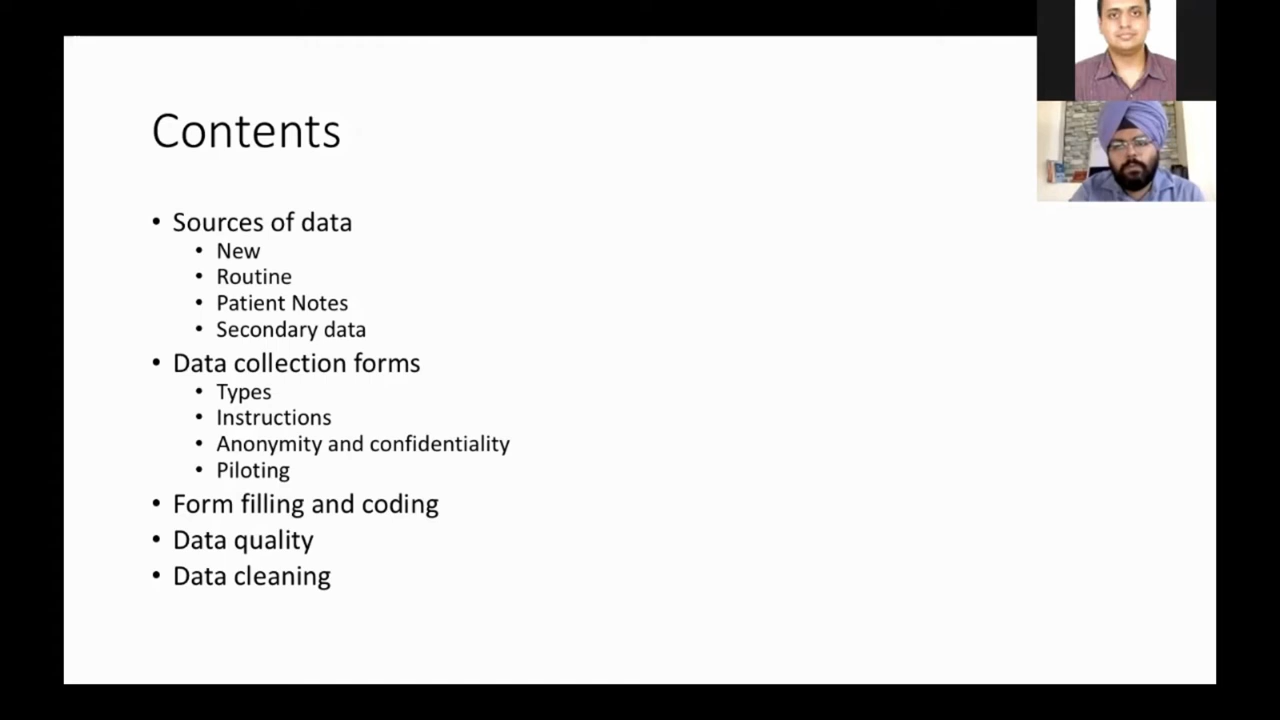 Contents
• Sources of data
• New
• Routine
• Patient Notes
• Secondary data
• Data collection forms
• Types
• Instructions
• Anonymity and confidentiality
• Piloting
• Form filling and coding
• Data quality
• Data cleaning